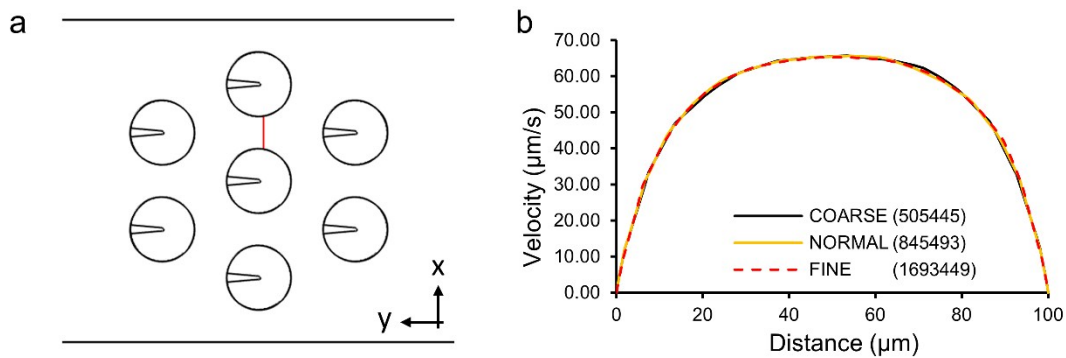 a
x
y
b
70.00
60.00
50.00
40.00
30.00
20.00
10.00
0.00
Velocity (µm/s)
COARSE (505445)
NORMAL (845493)
FINE (1693449)
0 20 40 60 80 100
Distance (µm)